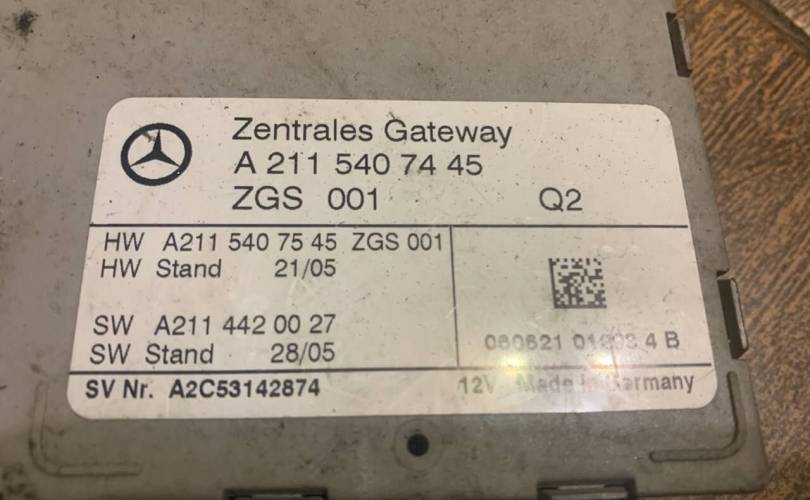 Zentrales Gateway
A 211 540 74 45
ZGS 001 Q2
HW A211 540 75 45 ZGS 001
HW Stand 21/05
SW A211 442 00 27
SW Stand 28/05
060621 4 B
SV Nr. A2C53142874
12V Made in Germany